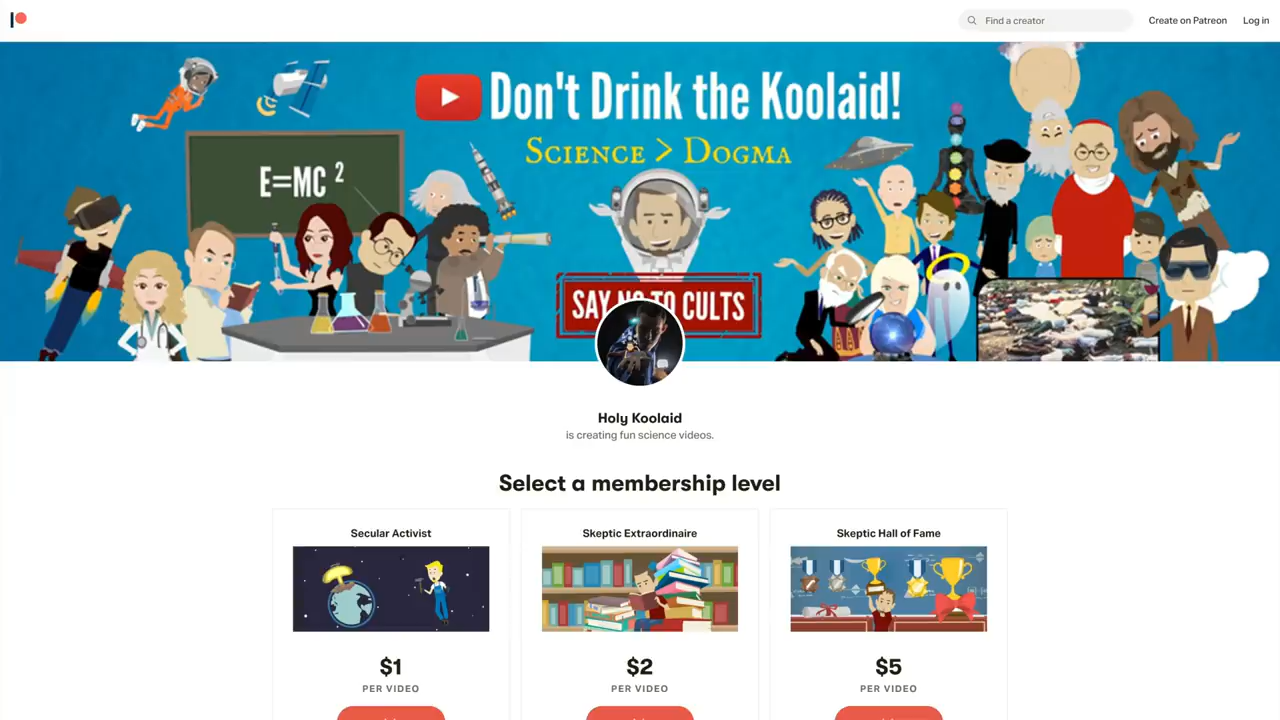 Find a creator
Create on Patreon
Log in
Don't Drink the Koolaid!
Science > Dogma
E=MC 2
SAY NO TO CULTS
Holy Koolaid
is creating fun science videos.
Select a membership level
Secular Activist
Skeptic Extraordinaire
Skeptic Hall of Fame
$1
PER VIDEO
$2
PER VIDEO
$5
PER VIDEO